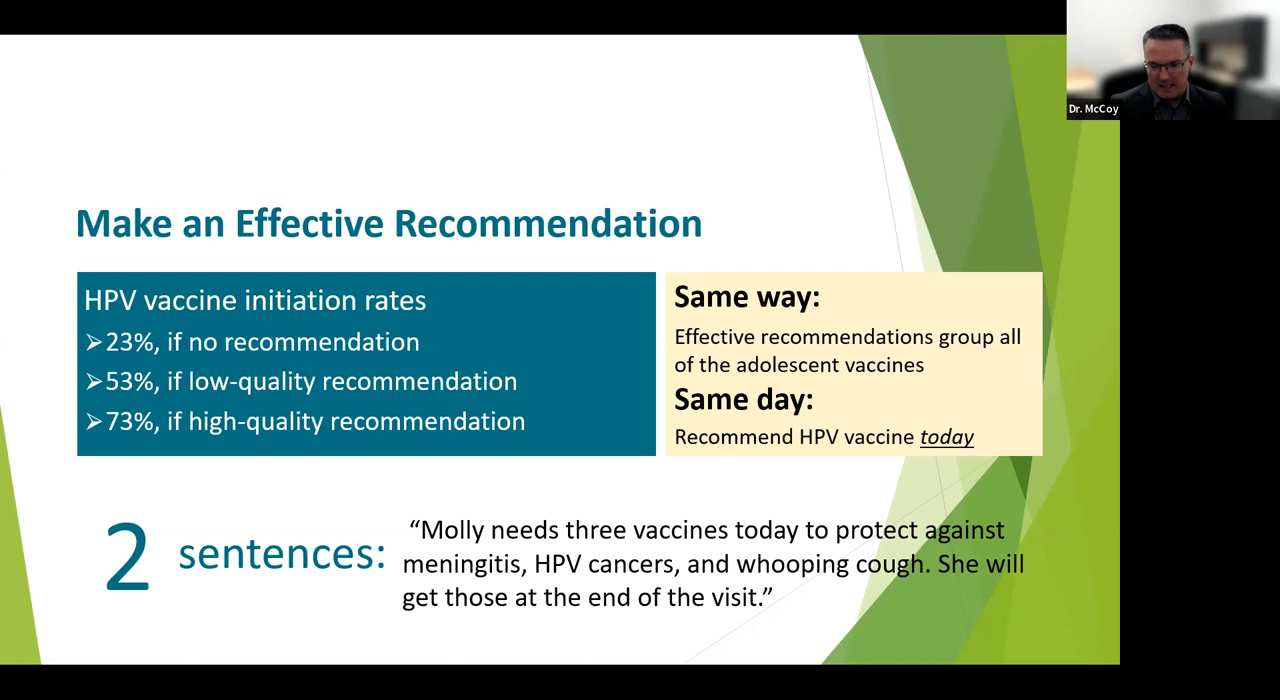 Dr. McCoy
Make an Effective Recommendation
HPV vaccine initiation rates
➢23%, if no recommendation
➢53%, if low-quality recommendation
➢73%, if high-quality recommendation
Same way:
Effective recommendations group all
of the adolescent vaccines
Same day:
Recommend HPV vaccine today
2 sentences:
“Molly needs three vaccines today to protect against
meningitis, HPV cancers, and whooping cough. She will
get those at the end of the visit.”